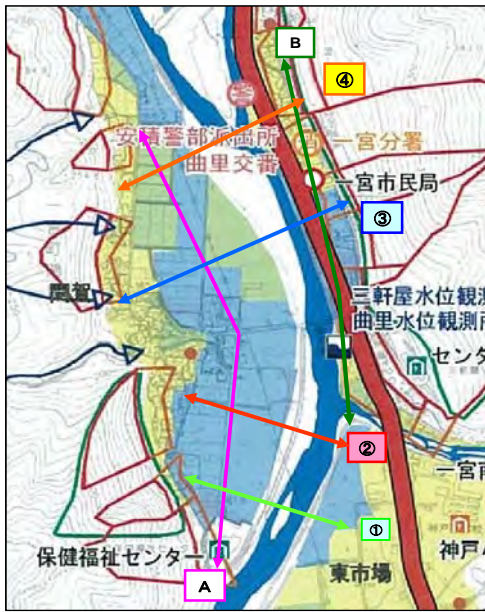 B
④
安積警部派出所
曲里交番
一宮分署
一宮市民局
③
閏賀
三軒屋水位観測
曲里水位観測所
センタ
②
一宮南
①
神戸小
保健福祉センター
東市場
A